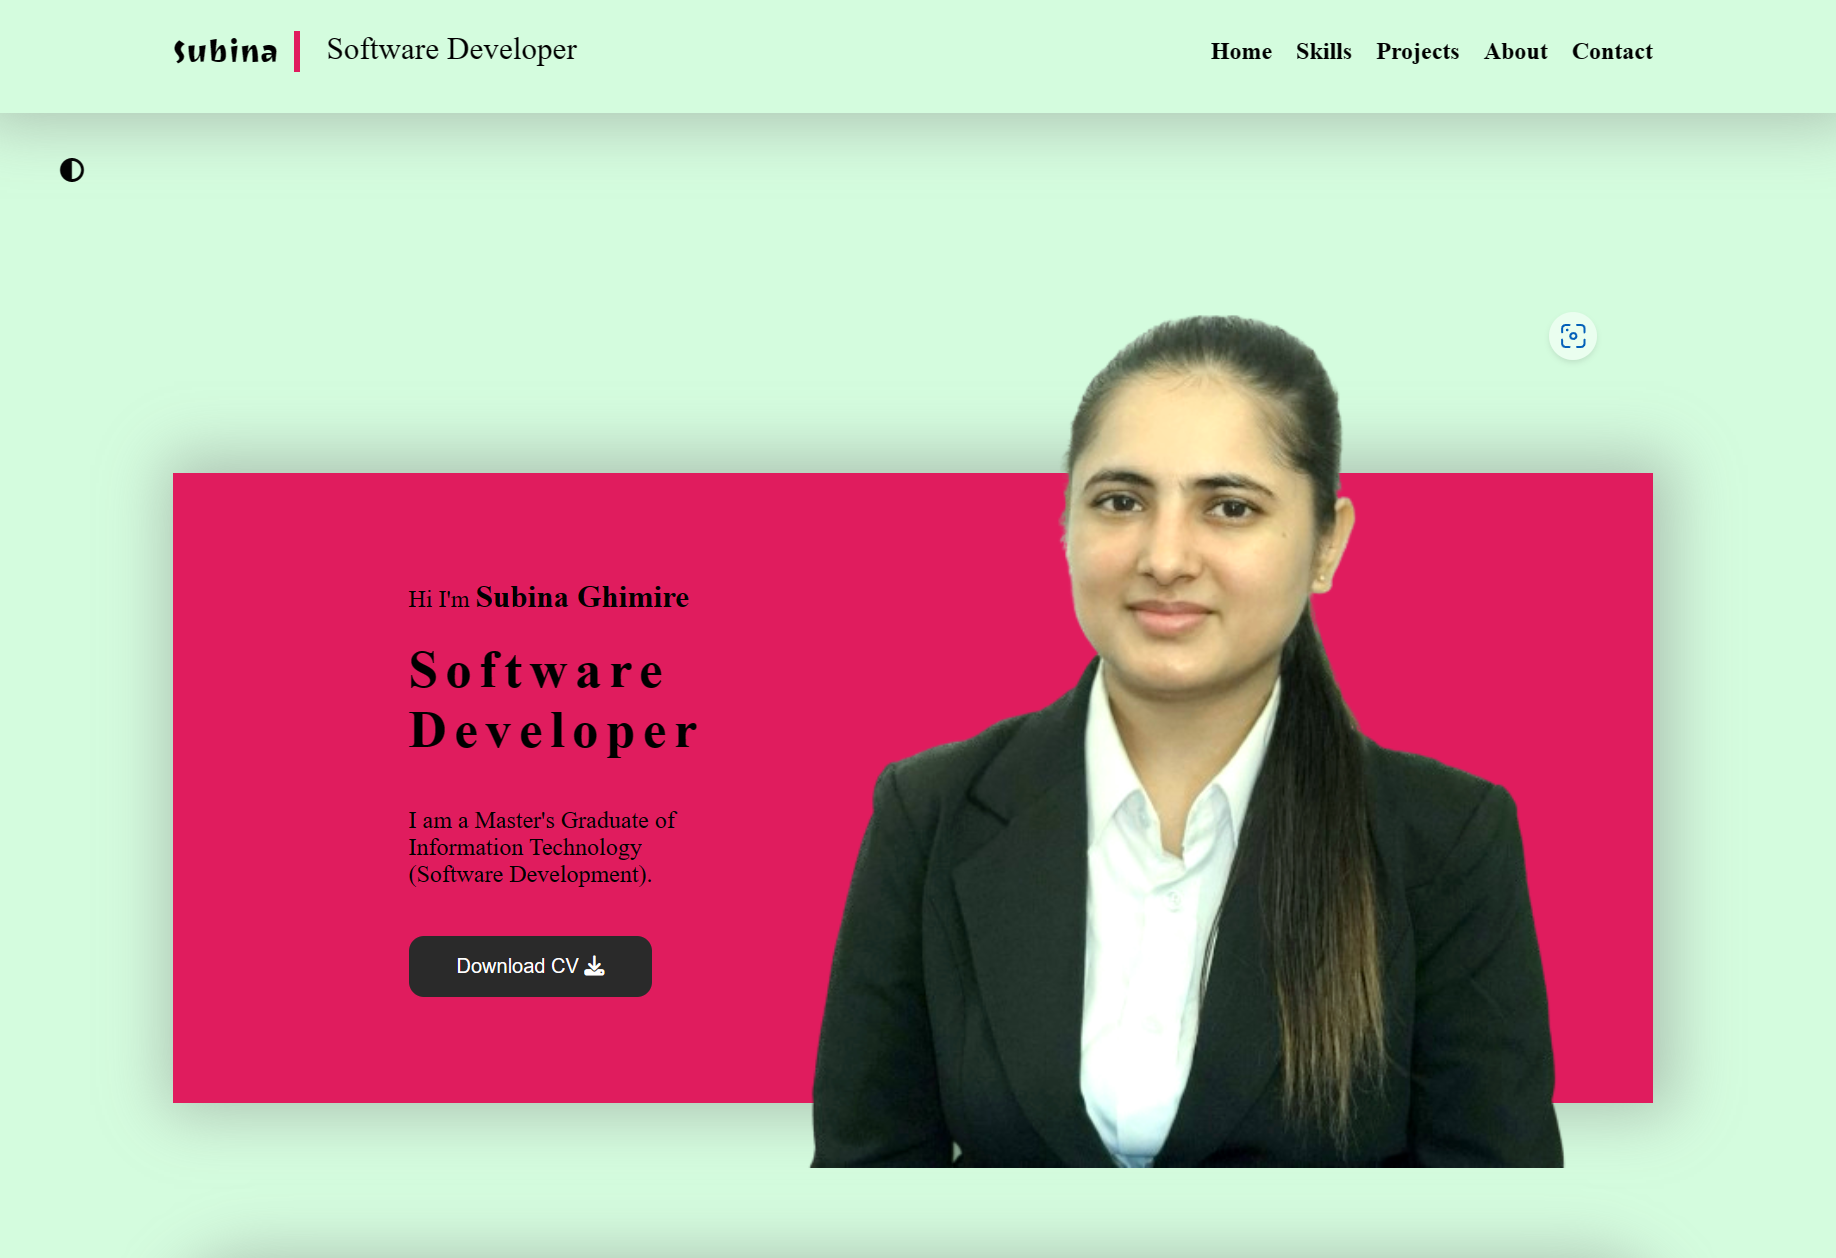 Subina
Software Developer
Home Skills Projects About Contact
Hi I'm Subina Ghimire
Software
Developer
I am a Master's Graduate of
Information Technology
(Software Development).
Download CV